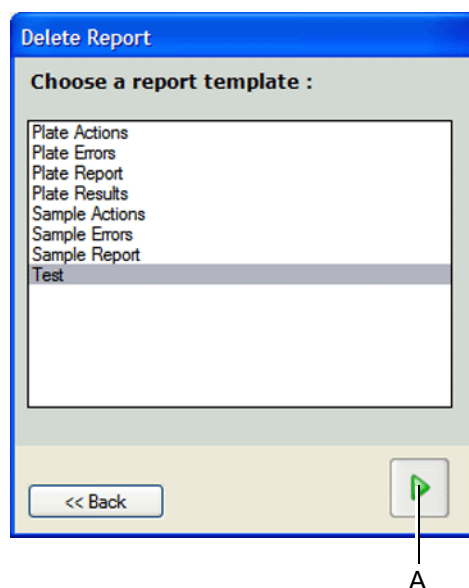 Delete Report
Choose a report template :
Plate Actions
Plate Errors
Plate Report
Plate Results
Sample Actions
Sample Errors
Sample Report
Test
<< Back
A